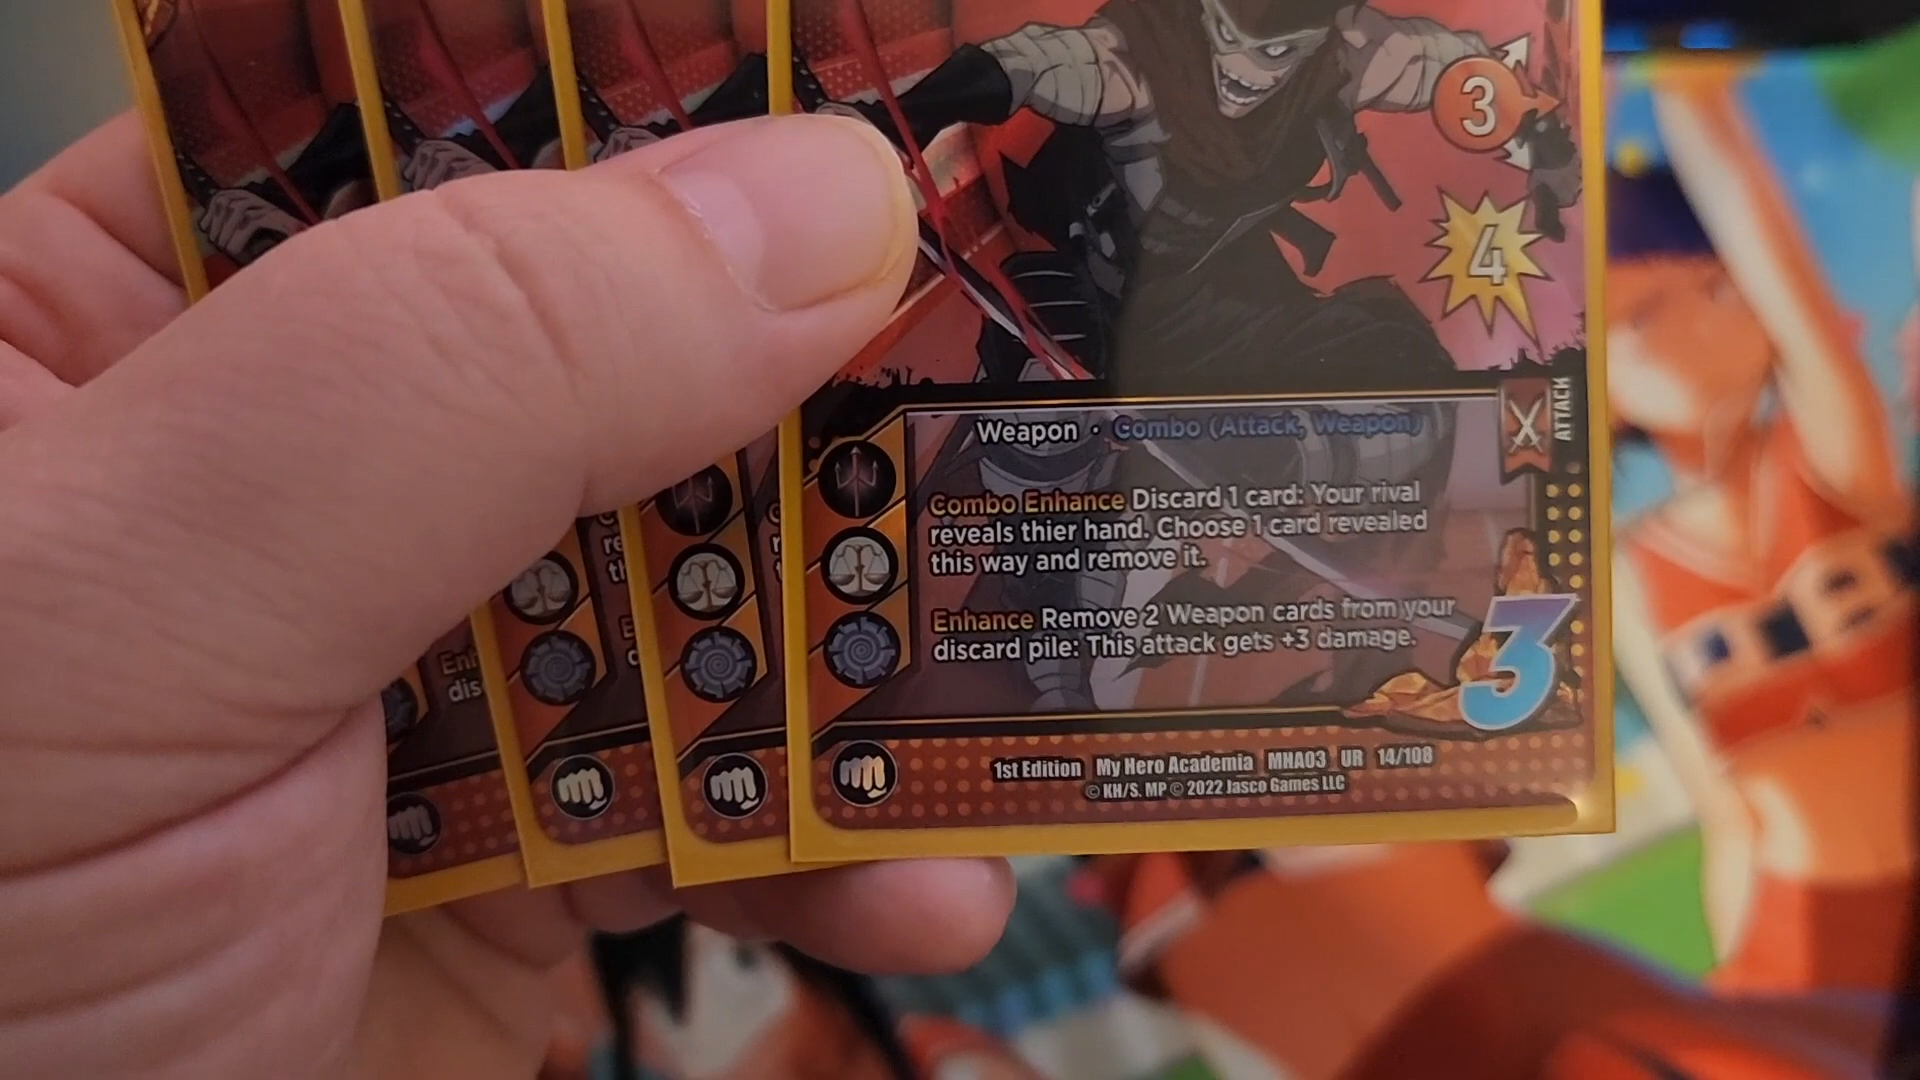 3
4
ATTACK
Weapon • Combo (Attack, Weapon)
Combo Enhance Discard 1 card: Your rival
reveals thier hand. Choose 1 card revealed
this way and remove it.
Enhance Remove 2 Weapon cards from your
discard pile: This attack gets +3 damage.
3
1st Edition My Hero Academia MHA03 UR 14/108
© KH/S. MP © 2022 Jasco Games LLC
Enh
dis